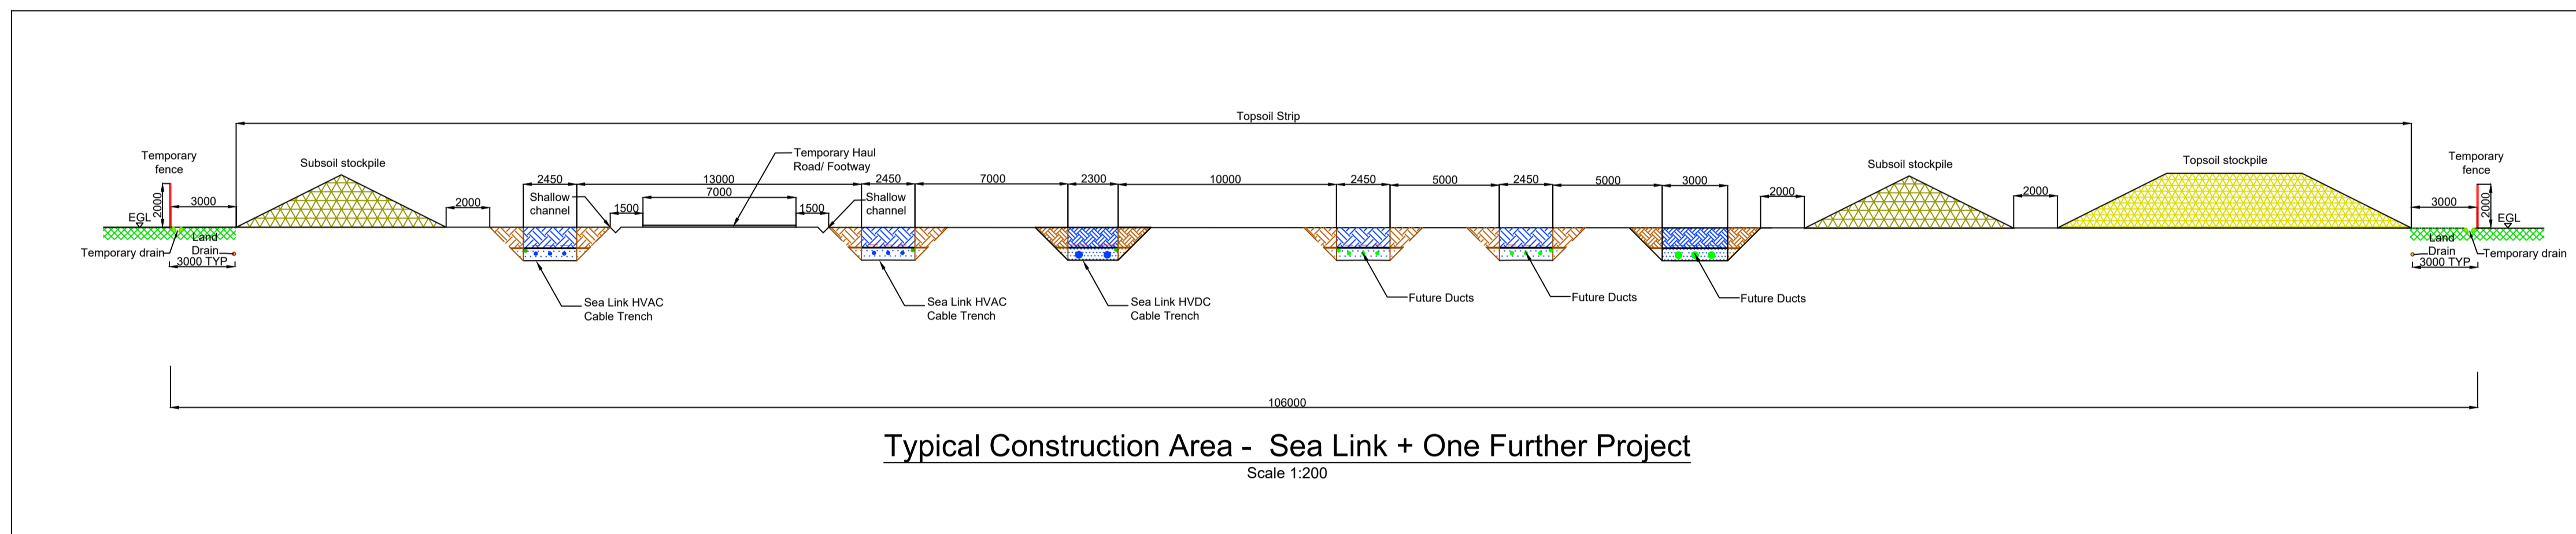 Topsoil Strip
Temporary
fence
Subsoil stockpile
Temporary Haul
Road/ Footway
Subsoil stockpile
Topsoil stockpile
Temporary
fence
2000
3000
2000
2450
13000
7000
2450
7000
2300
10000
2450
5000
2450
5000
3000
2000
2000
3000
2000
Shallow
channel
1500
1500
Shallow
channel
EGL
Land
Drain
Temporary drain
3000 TYP
EGL
Land
Drain
Temporary drain
3000 TYP
Sea Link HVAC
Cable Trench
Sea Link HVAC
Cable Trench
Sea Link HVDC
Cable Trench
Future Ducts
Future Ducts
Future Ducts
106000
Typical Construction Area - Sea Link + One Further Project
Scale 1:200